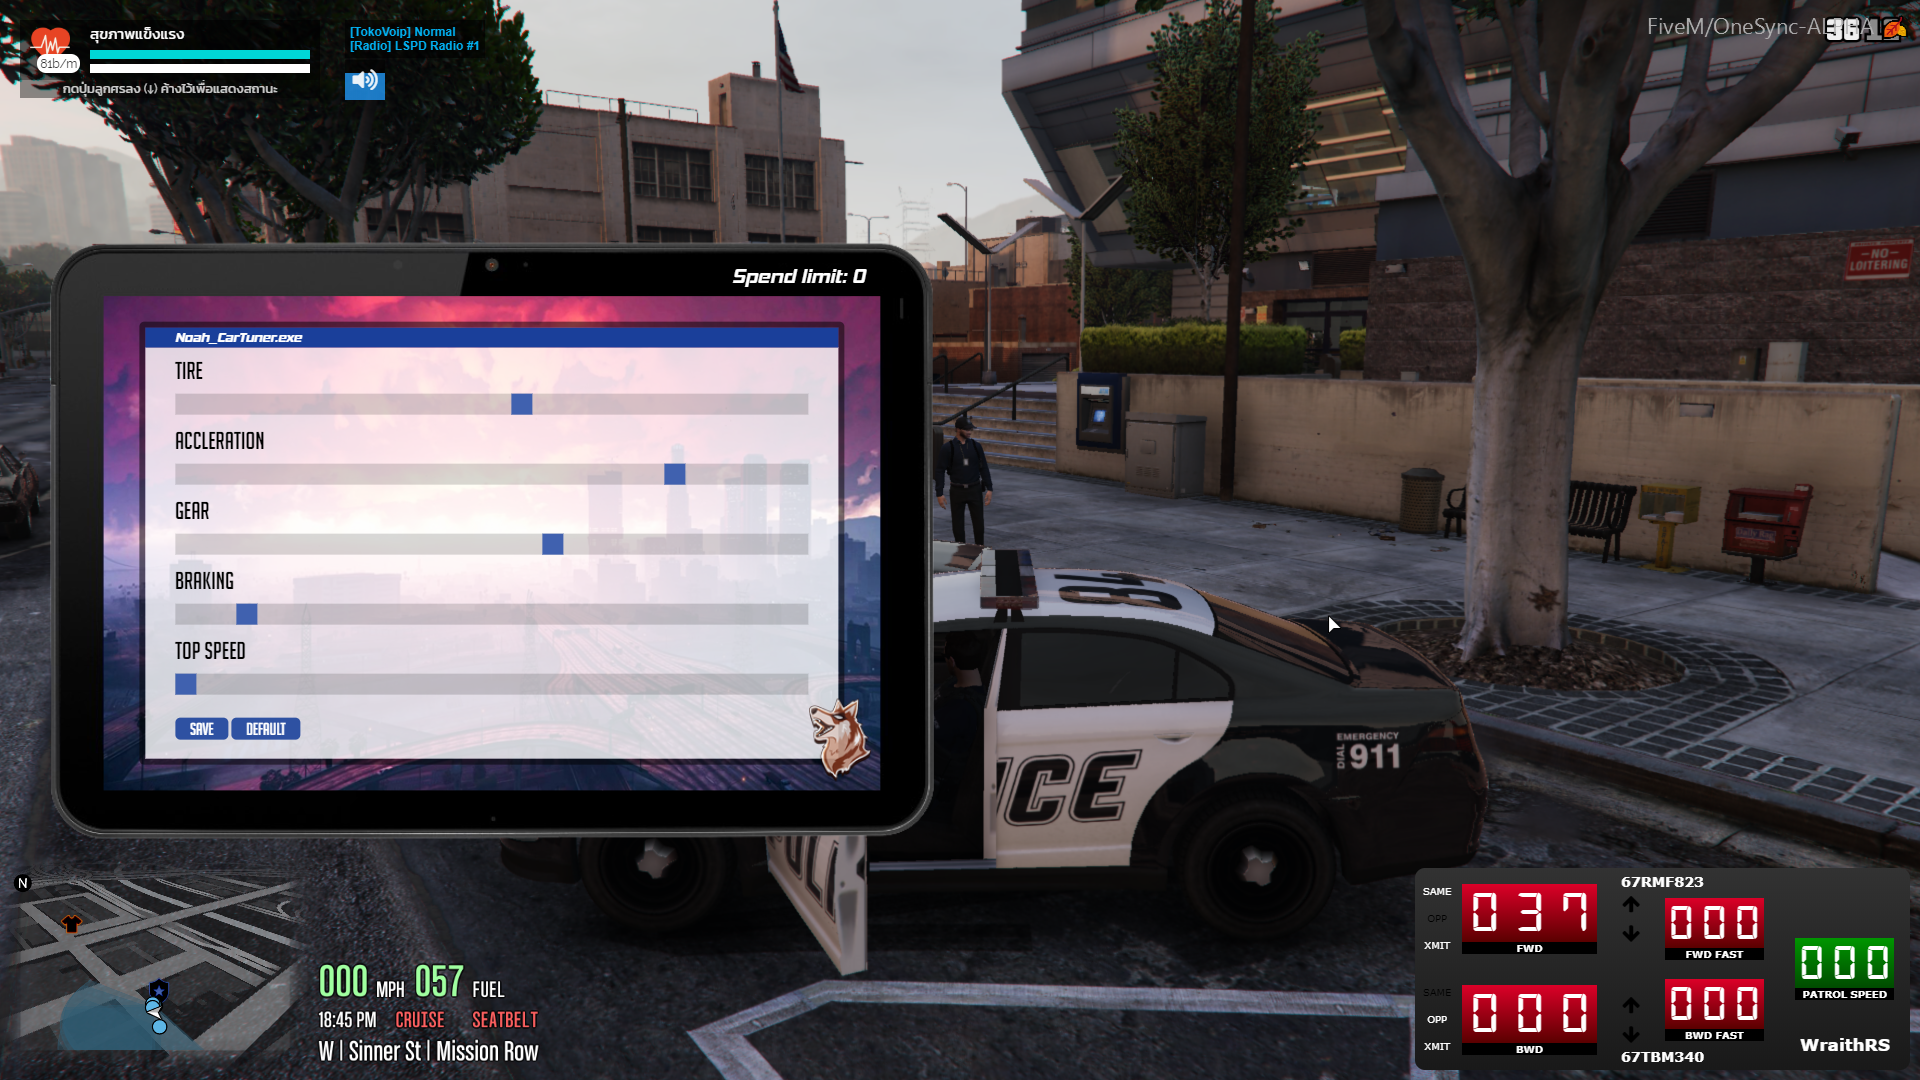 สุขภาพแข็งแรง
81b/m
กดปุ่มลูกศรลง (↓) ค้างไว้เพื่อแสดงสถานะ
[TokoVoip] Normal
[Radio] LSPD Radio #1
FiveM/OneSync-AL
36
NO
LOITERING
Spend limit: 0
Noah_CarTuner.exe
TIRE
ACCLERATION
GEAR
BRAKING
TOP SPEED
SAVE DEFAULT
ICE
EMERGENCY
DIAL 911
N
000 MPH 057 FUEL
18:45 PM CRUISE SEATBELT
W | Sinner St | Mission Row
67RMF823
SAME
OPP
XMIT
037
FWD
000
FWD FAST
000
PATROL SPEED
SAME
OPP
XMIT
000
BWD
000
BWD FAST
67TBM340
WraithRS